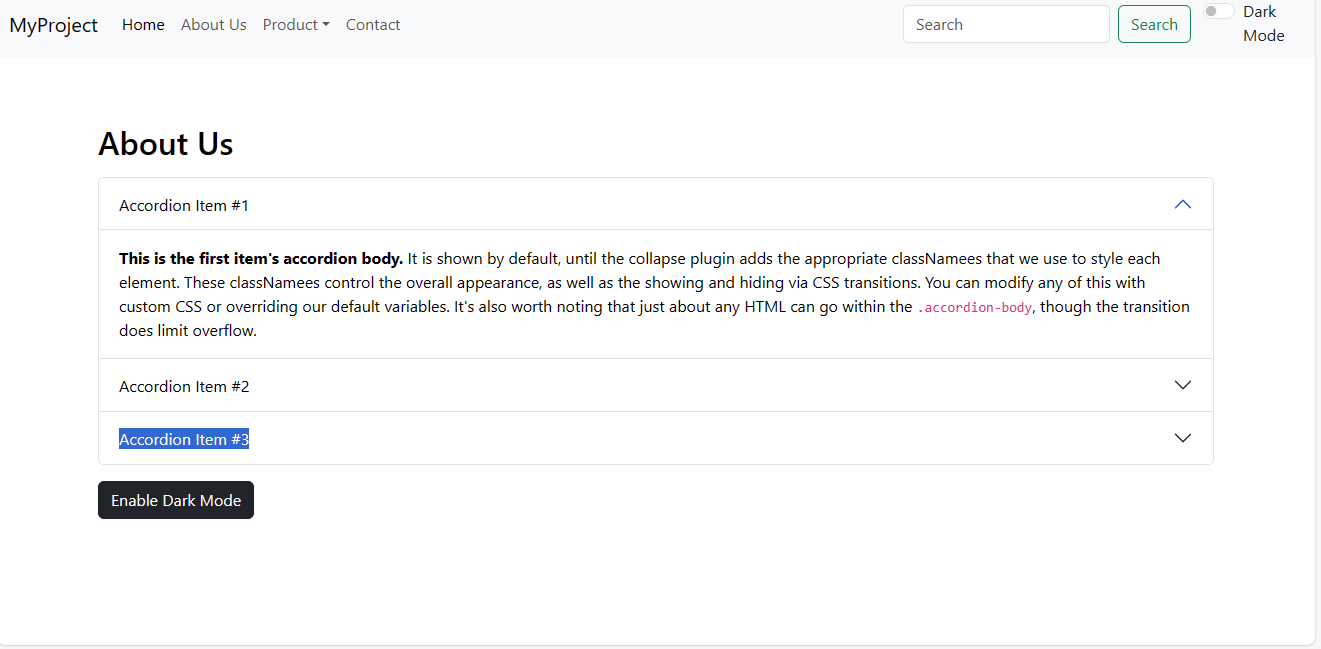 MyProject Home About Us Product Contact Search Search Dark
Mode
About Us
Accordion Item #1
This is the first item's accordion body. It is shown by default, until the collapse plugin adds the appropriate classNamees that we use to style each
element. These classNamees control the overall appearance, as well as the showing and hiding via CSS transitions. You can modify any of this with
custom CSS or overriding our default variables. It's also worth noting that just about any HTML can go within the .accordion-body, though the transition
does limit overflow.
Accordion Item #2
Accordion Item #3
Enable Dark Mode